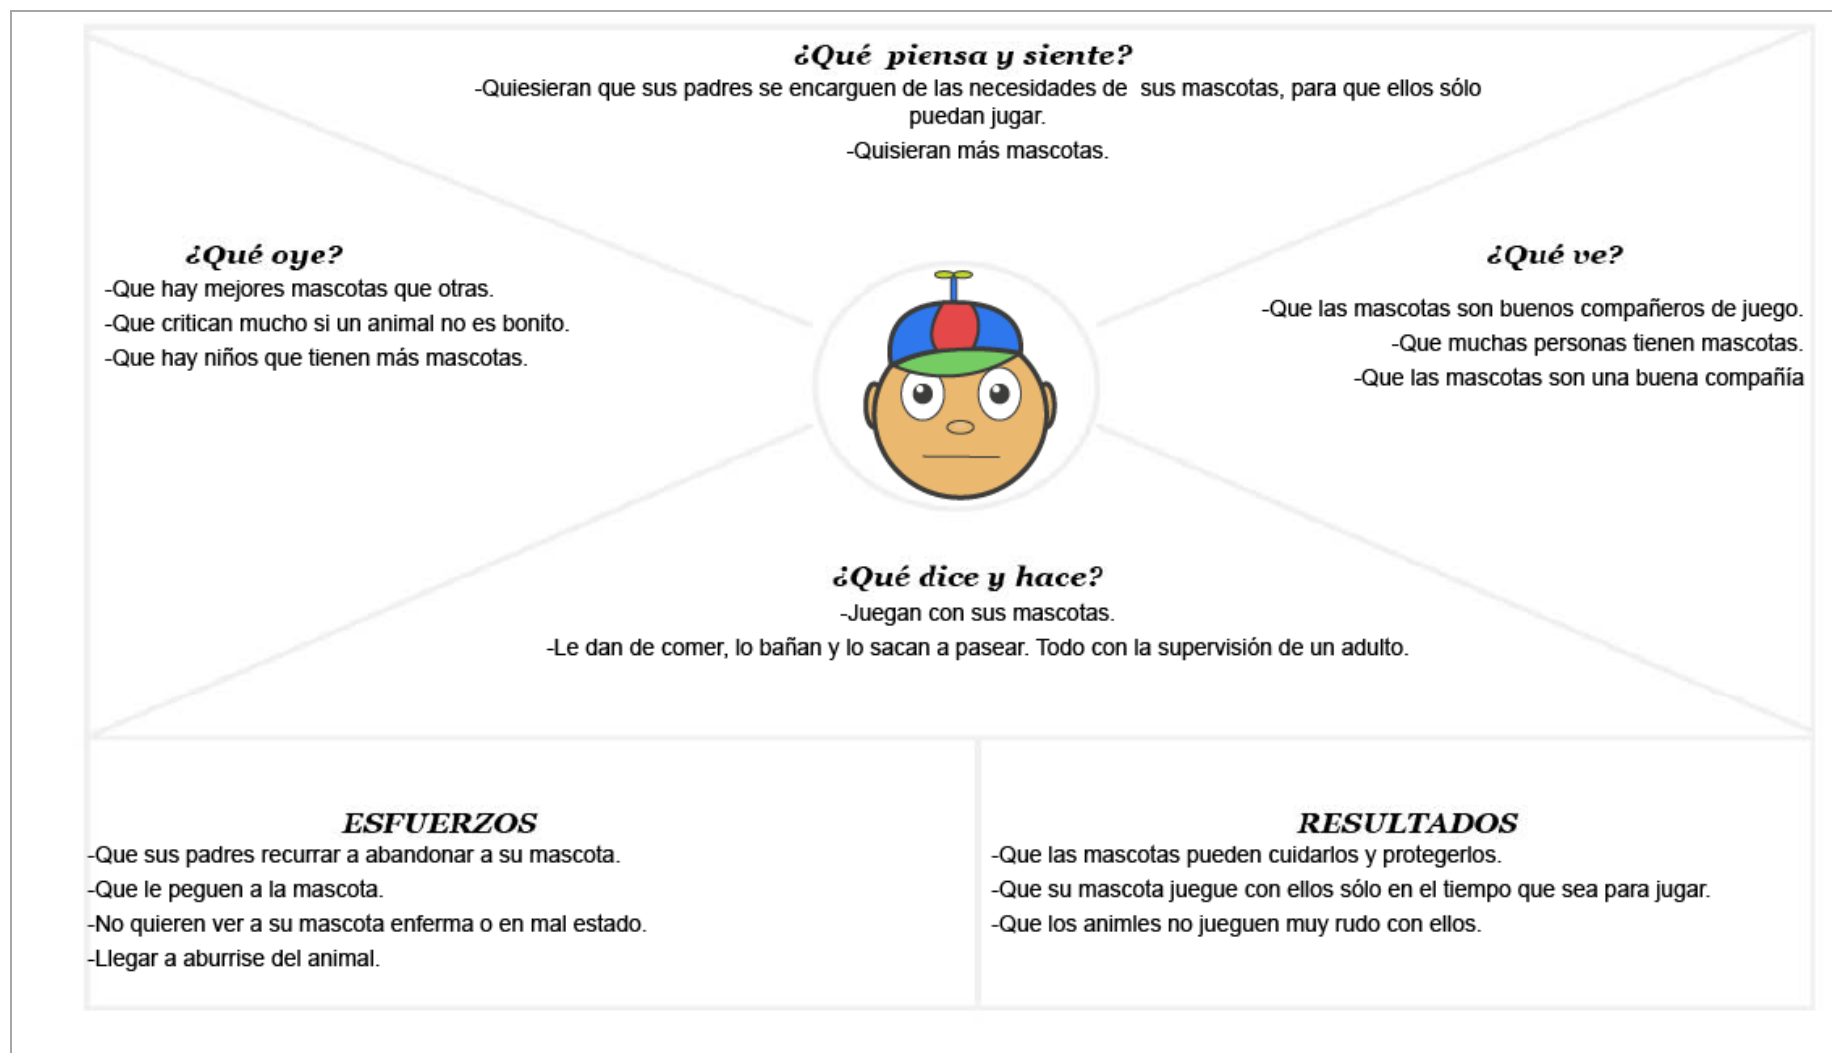 ¿Qué piensa y siente?
-Quiesieran que sus padres se encarguen de las necesidades de sus mascotas, para que ellos sólo
puedan jugar.
-Quisieran más mascotas.
¿Qué oye?
-Que hay mejores mascotas que otras.
-Que critican mucho si un animal no es bonito.
-Que hay niños que tienen más mascotas.
¿Qué ve?
-Que las mascotas son buenos compañeros de juego.
-Que muchas personas tienen mascotas.
-Que las mascotas son una buena compañía
¿Qué dice y hace?
-Juegan con sus mascotas.
-Le dan de comer, lo bañan y lo sacan a pasear. Todo con la supervisión de un adulto.
ESFUERZOS
-Que sus padres recurrar a abandonar a su mascota.
-Que le peguen a la mascota.
-No quieren ver a su mascota enferma o en mal estado.
-Llegar a aburrise del animal.
RESULTADOS
-Que las mascotas pueden cuidarlos y protegerlos.
-Que su mascota juegue con ellos sólo en el tiempo que sea para jugar.
-Que los animles no jueguen muy rudo con ellos.